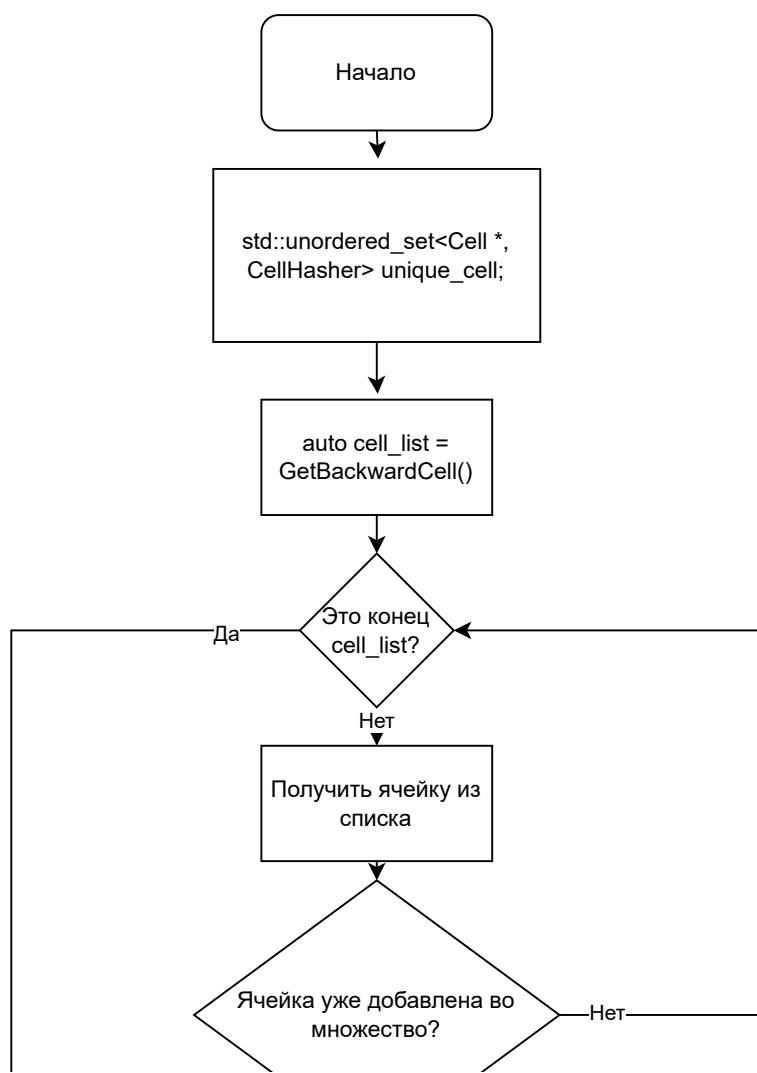 Начало
std::unordered_set<Cell *,
CellHasher> unique_cell;
auto cell_list =
GetBackwardCell()
Это конец
cell_list?
Да
Нет
Получить ячейку из
списка
Ячейка уже добавлена во
множество?
Нет